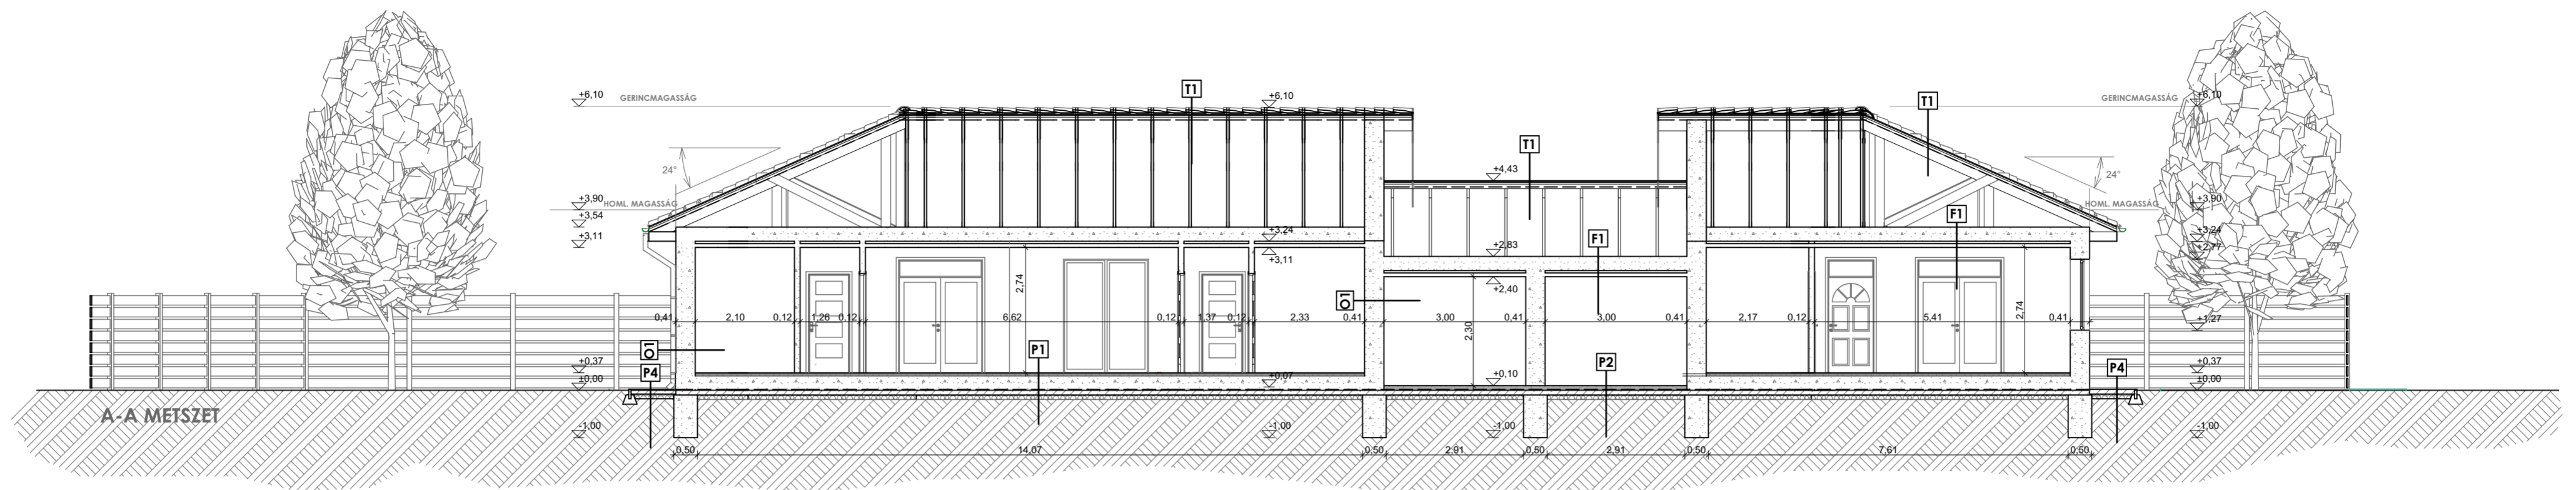 T1
+6,10 GERINCMAGASSÁG +6,10 T1 GERINCMAGASSÁG +6,10
T1
24° +4,43 24°
+3,90 HOML. MAGASSÁG HOML. MAGASSÁG +3,90
+3,54 F1
+3,11 +3,24 F1 +3,24
+2,83 +2,77
+3,11
2,74 +2,40 2,74
O1
0,41 2,10 0,12 1,26 0,12 6,62 0,12 1,37 0,12 2,33 0,41 3,00 0,41 3,00 0,41 2,17 0,12 5,41 0,41 +1,27
2,30
O1 P1
+0,37 P2 +0,37
P4 P4
±0,00 +0,07 +0,10 ±0,00
A-A METSZET
-1,00 -1,00 -1,00 -1,00
0,50 14,07 0,50 2,91 0,50 2,91 0,50 7,61 0,50